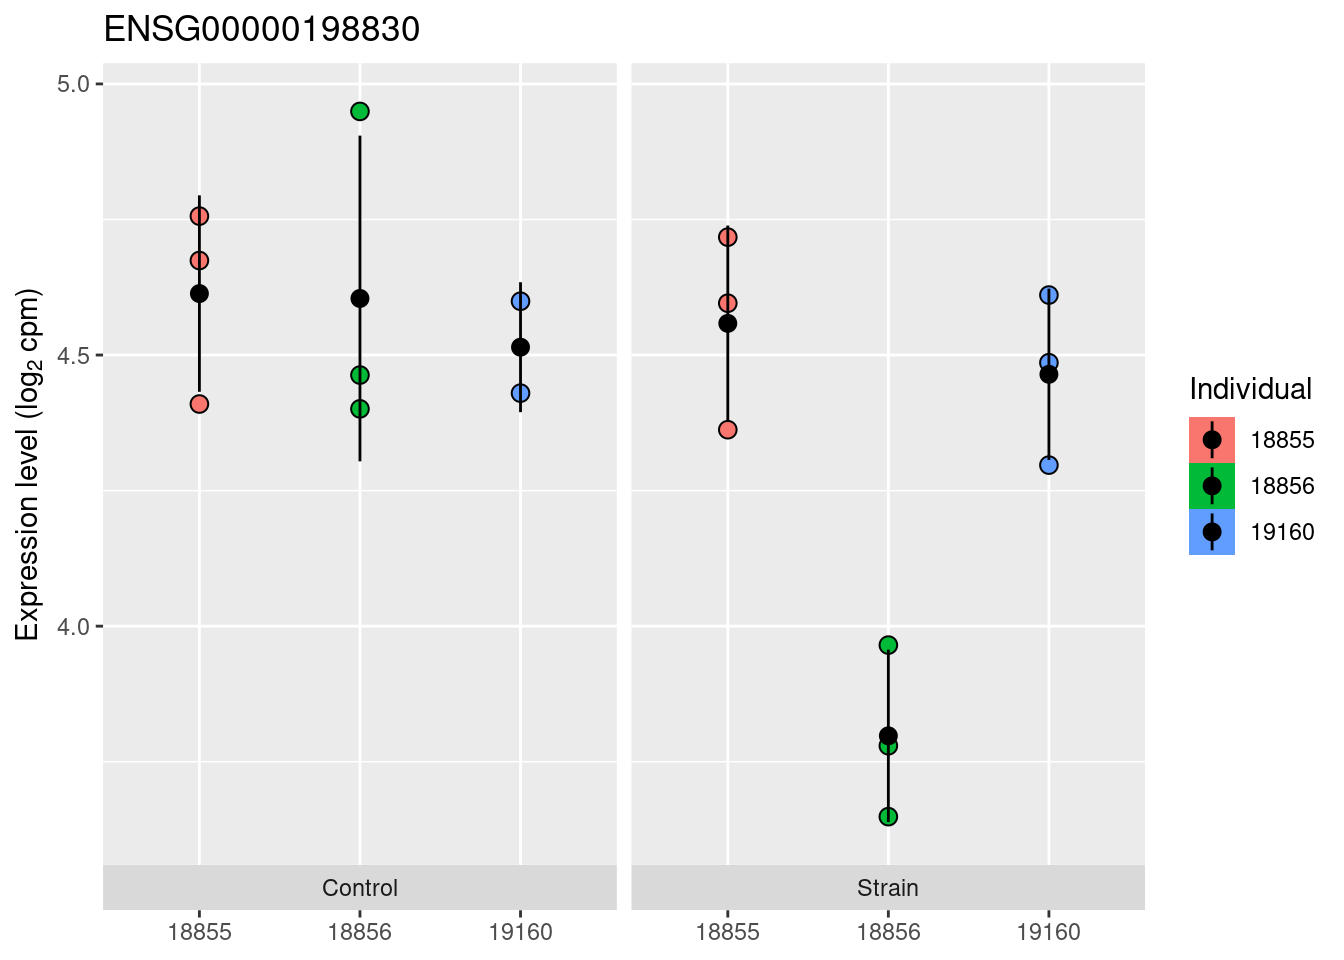 ENSG00000198830
Expression level (log₂ cpm)
5.0
4.5
4.0
Control
Strain
18855
18856
19160
18855
18856
19160
Individual
18855
18856
19160